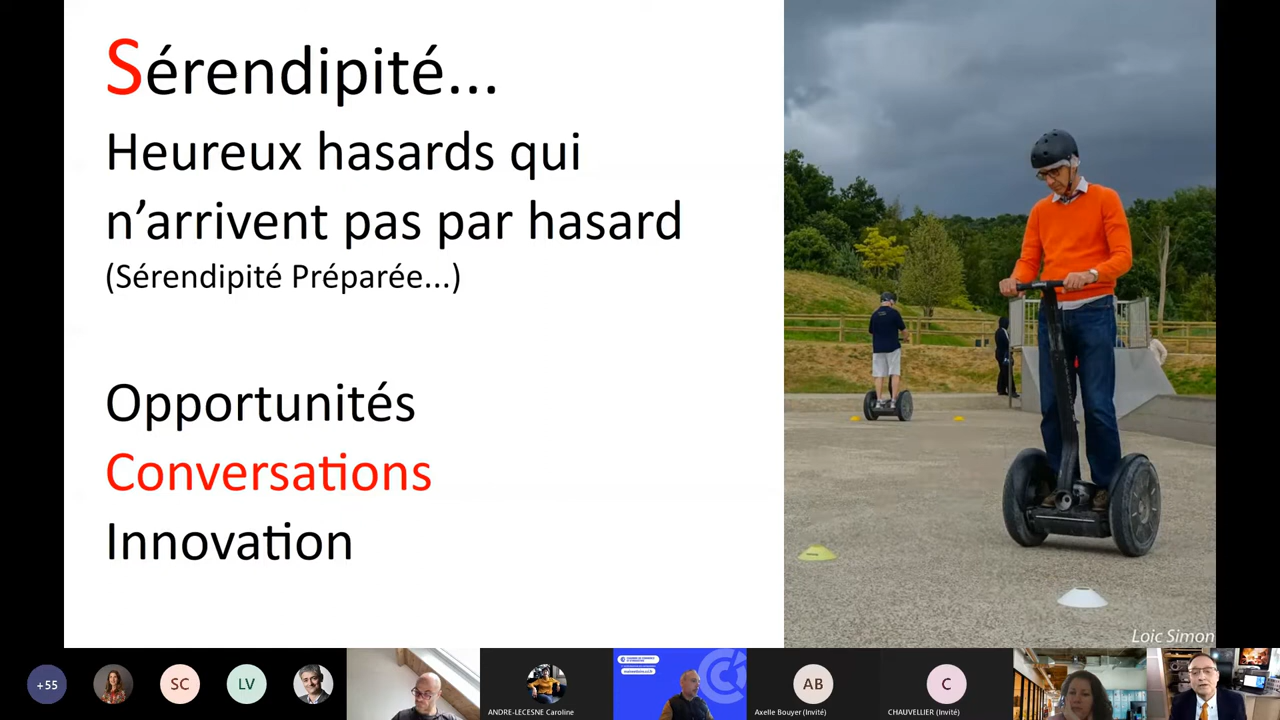 Sérendipité...
Heureux hasards qui
n’arrivent pas par hasard
(Sérendipité Préparée...)
Opportunités
Conversations
Innovation
Loic Simon
+55
SC
LV
ANDRE-LECESNE Caroline
AB
Axelle Bouyer (Invité)
C
CHAUVELLIER (Invité)